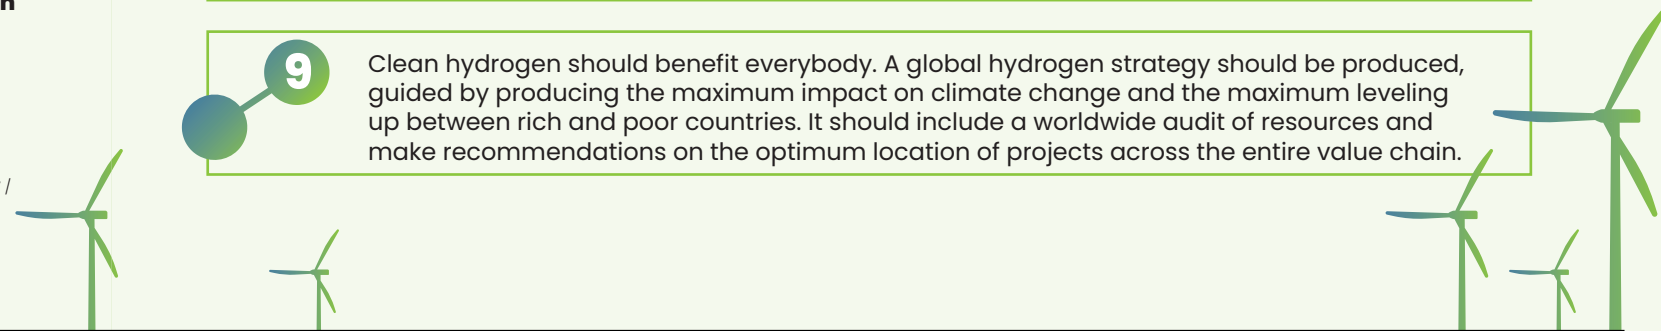 n
9
Clean hydrogen should benefit everybody. A global hydrogen strategy should be produced,
guided by producing the maximum impact on climate change and the maximum leveling
up between rich and poor countries. It should include a worldwide audit of resources and
make recommendations on the optimum location of projects across the entire value chain.
/